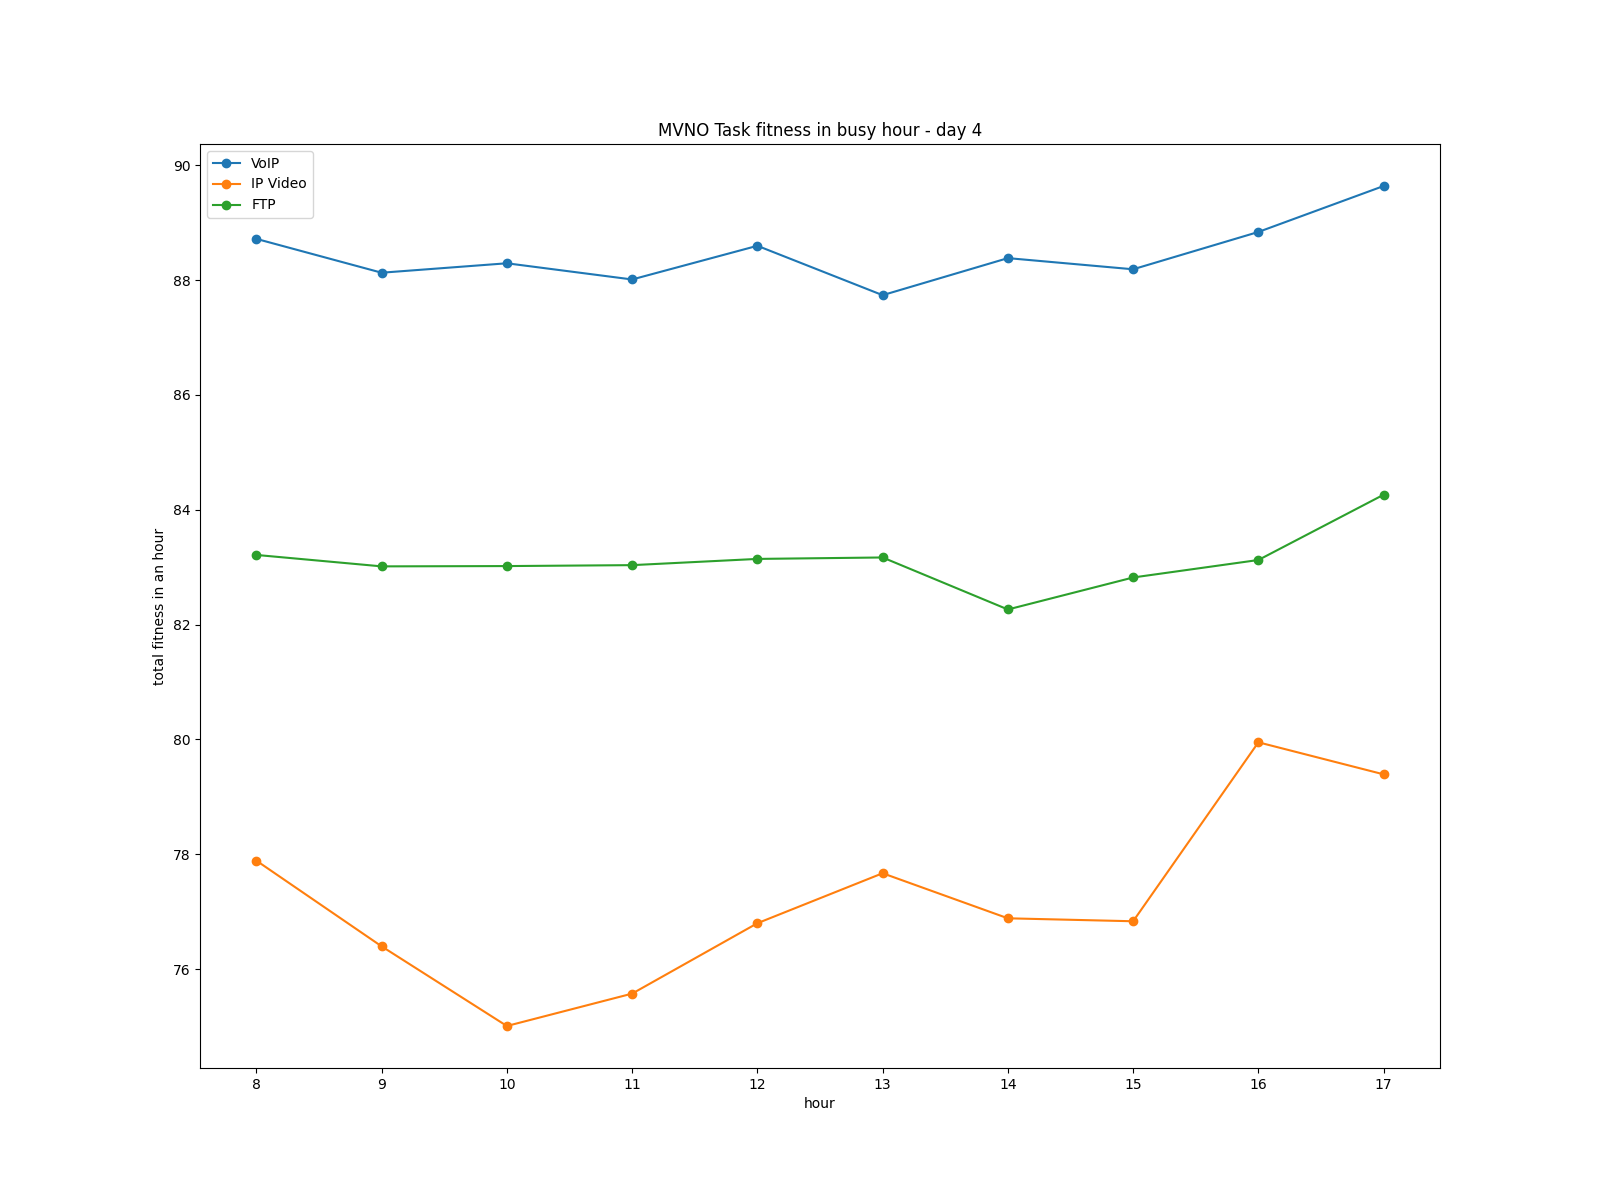 MVNO Task fitness in busy hour - day 4
VoIP
IP Video
FTP
total fitness in an hour
90
88
86
84
82
80
78
76
8 9 10 11 12 13 14 15 16 17
hour